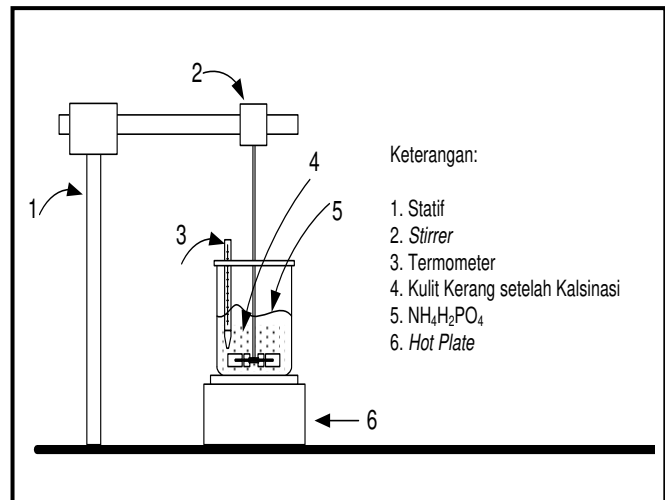 2
4
Keterangan:
1
3
5
1. Statif
2. Stirrer
3. Termometer
4. Kulit Kerang setelah Kalsinasi
5. NH₄H₂PO₄
6. Hot Plate
6